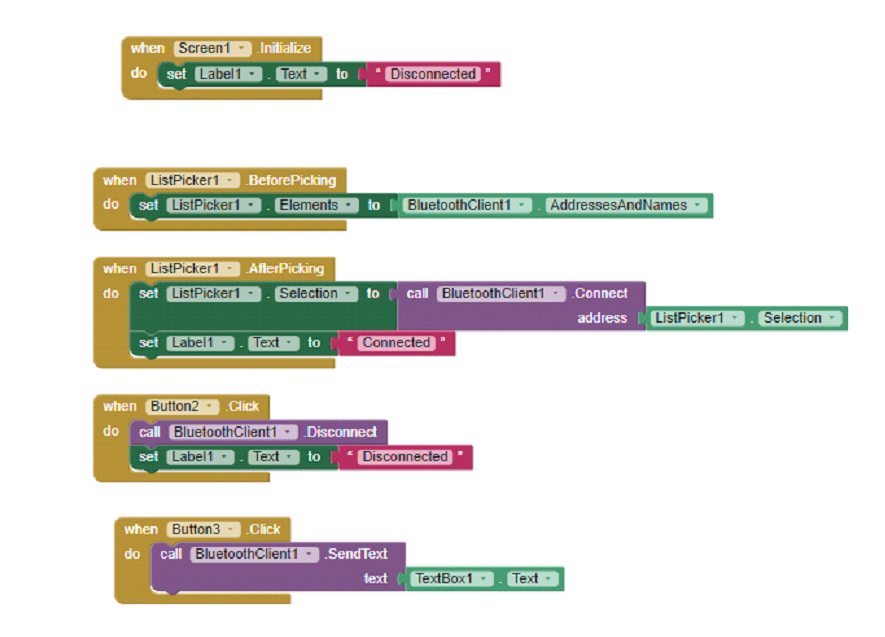 when Screen1 .Initialize
do set Label1 . Text to " Disconnected "
when ListPicker1 .BeforePicking
do set ListPicker1 . Elements to BluetoothClient1 . AddressesAndNames
when ListPicker1 .AfterPicking
do set ListPicker1 . Selection to call BluetoothClient1 .Connect
address ListPicker1 . Selection
set Label1 . Text to " Connected "
when Button2 .Click
do call BluetoothClient1 .Disconnect
set Label1 . Text to " Disconnected "
when Button3 .Click
do call BluetoothClient1 .SendText
text TextBox1 . Text